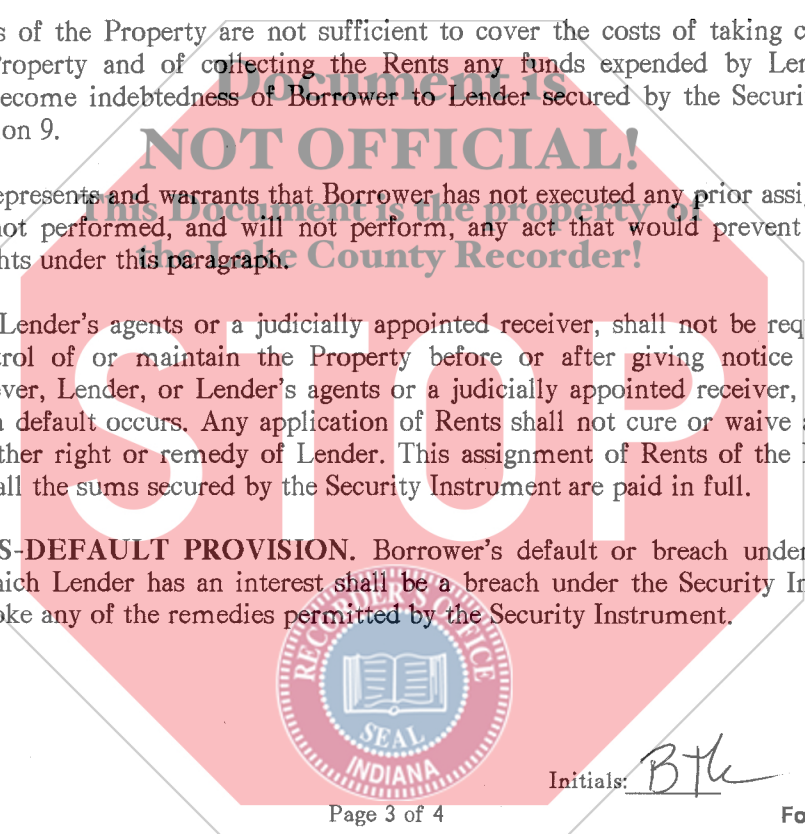 s of the Property are not sufficient to cover the costs of taking c
Property and of collecting the Rents any funds expended by Len
ecome indebtedness of Borrower to Lender secured by the Securi
on 9.
Document is
NOT OFFICIAL!
This Document is the property of
the Lake County Recorder!
epresents and warrants that Borrower has not executed any prior assig
not performed, and will not perform, any act that would prevent
hts under this paragraph.
Lender's agents or a judicially appointed receiver, shall not be requ
trol of or maintain the Property before or after giving notice
ver, Lender, or Lender's agents or a judicially appointed receiver,
a default occurs. Any application of Rents shall not cure or waive a
ther right or remedy of Lender. This assignment of Rents of the
all the sums secured by the Security Instrument are paid in full.
STOP
S-DEFAULT PROVISION. Borrower's default or breach under
hich Lender has an interest shall be a breach under the Security In
oke any of the remedies permitted by the Security Instrument.
RECORDER'S OFFICE
SEAL
INDIANA
Initials: BTK
Page 3 of 4
Fo